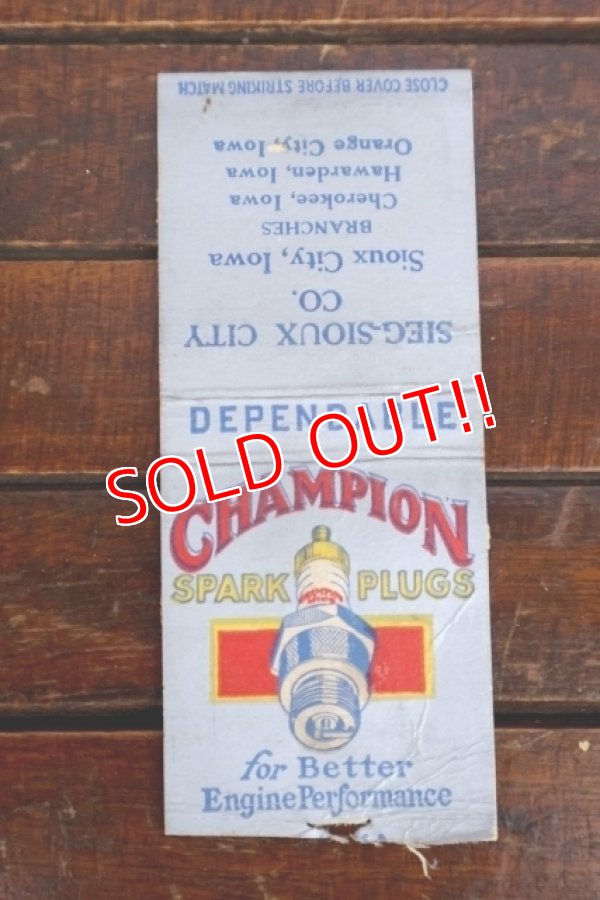 CLOSE COVER BEFORE STRIKING MATCH
Orange City, Iowa
Hawarden, Iowa
Cherokee, Iowa
BRANCHES
Sioux City, Iowa
CO.
SIEG-SIOUX CITY
DEPENDABLE
SOLD OUT!!
CHAMPION
SPARK PLUGS
for Better
Engine Performance